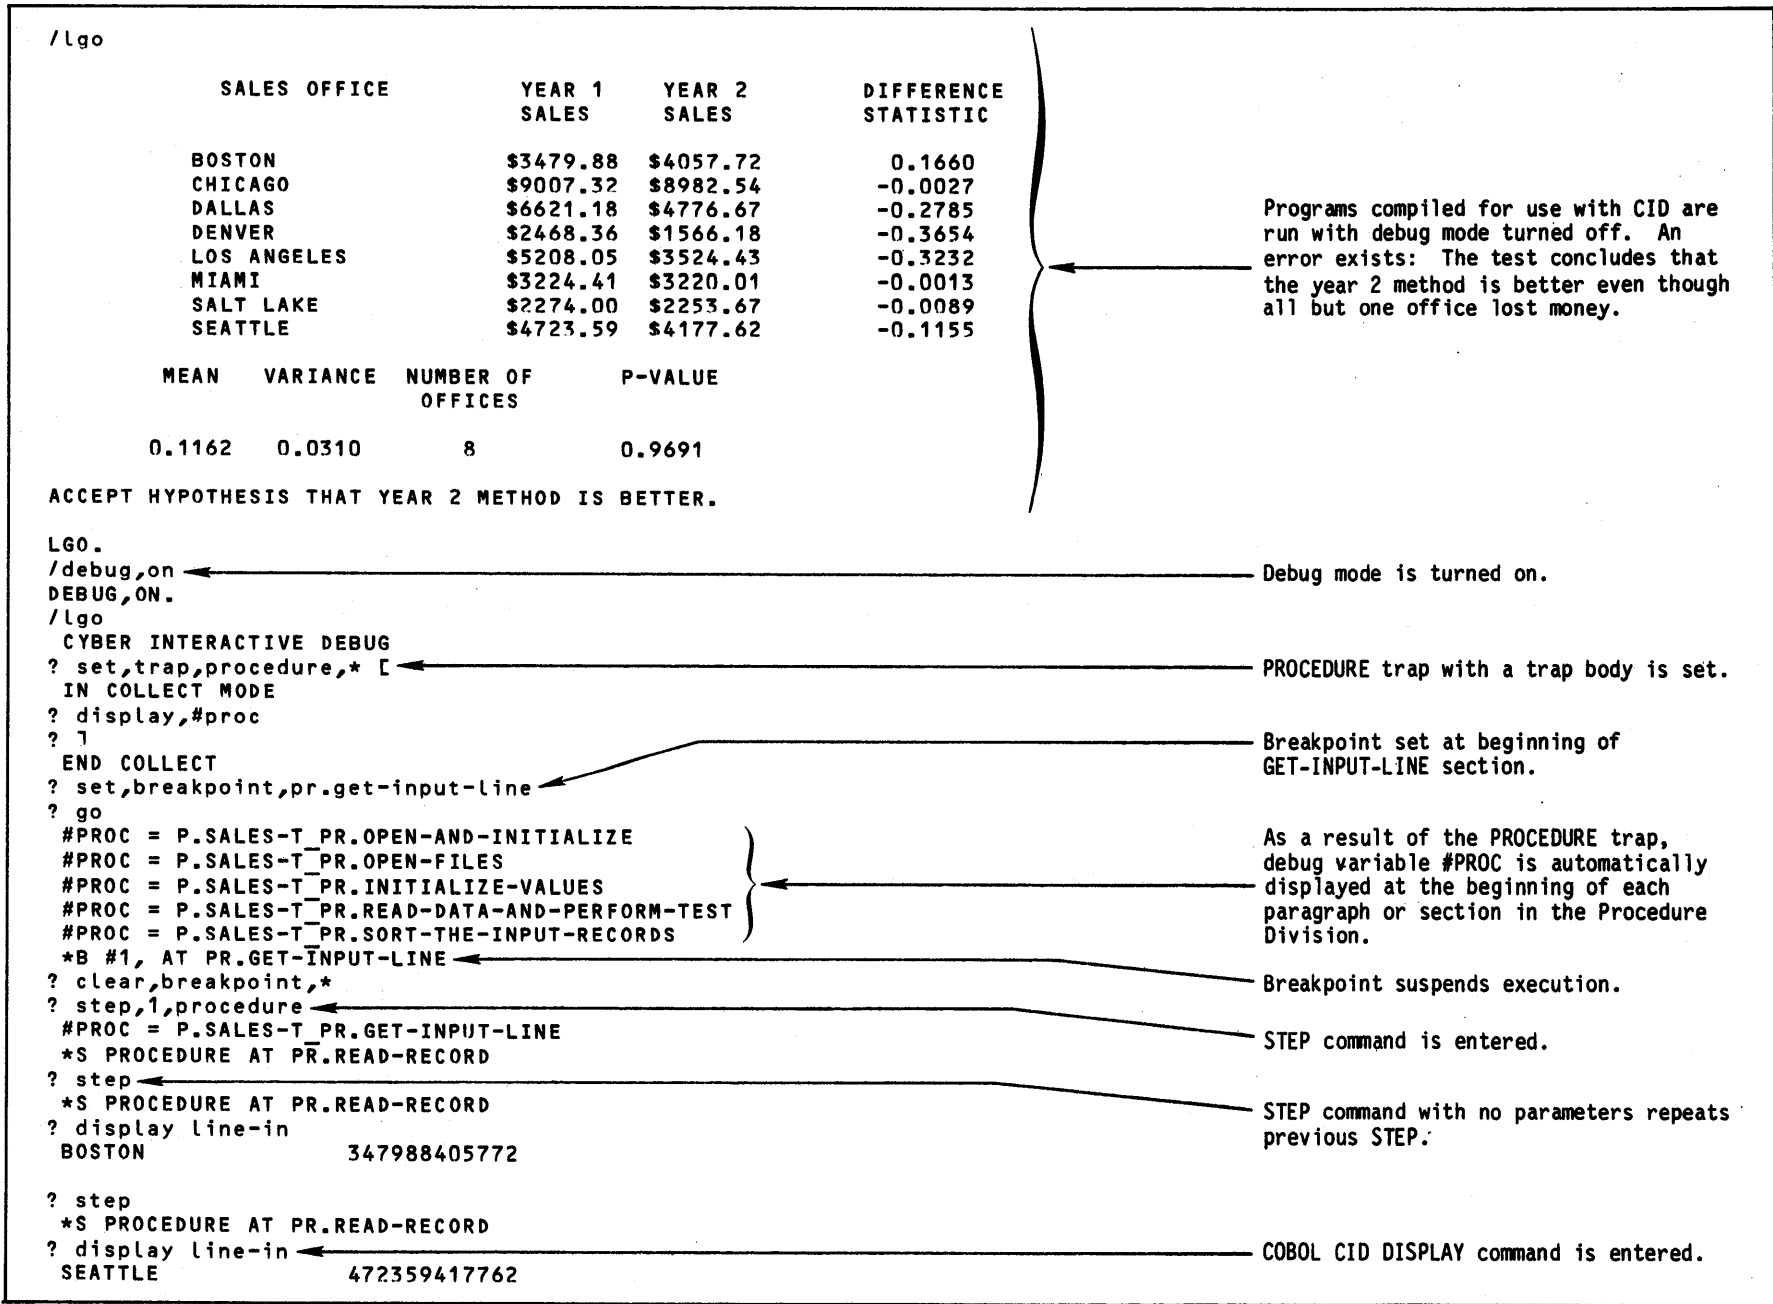 /lgo
SALES OFFICE YEAR 1 YEAR 2 DIFFERENCE
SALES SALES STATISTIC
BOSTON $3479.88 $4057.72 0.1660
CHICAGO $9007.32 $8982.54 -0.0027
DALLAS $6621.18 $4776.67 -0.2785
DENVER $2468.36 $1566.18 -0.3654
LOS ANGELES $5208.05 $3524.43 -0.3232
MIAMI $3224.41 $3220.01 -0.0013
SALT LAKE $2274.00 $2253.67 -0.0089
SEATTLE $4723.59 $4177.62 -0.1155
Programs compiled for use with CID are
run with debug mode turned off. An
error exists: The test concludes that
the year 2 method is better even though
all but one office lost money.
MEAN VARIANCE NUMBER OF P-VALUE
OFFICES
0.1162 0.0310 8 0.9691
ACCEPT HYPOTHESIS THAT YEAR 2 METHOD IS BETTER.
LGO.
/debug,on
Debug mode is turned on.
DEBUG,ON.
/lgo
CYBER INTERACTIVE DEBUG
? set,trap,procedure,* [
PROCEDURE trap with a trap body is set.
IN COLLECT MODE
? display,#proc
? ]
END COLLECT
Breakpoint set at beginning of
GET-INPUT-LINE section.
? set,breakpoint,pr.get-input-line
? go
#PROC = P.SALES-T_PR.OPEN-AND-INITIALIZE
#PROC = P.SALES-T_PR.OPEN-FILES
#PROC = P.SALES-T_PR.INITIALIZE-VALUES
#PROC = P.SALES-T_PR.READ-DATA-AND-PERFORM-TEST
#PROC = P.SALES-T_PR.SORT-THE-INPUT-RECORDS
As a result of the PROCEDURE trap,
debug variable #PROC is automatically
displayed at the beginning of each
paragraph or section in the Procedure
Division.
*B #1, AT PR.GET-INPUT-LINE
Breakpoint suspends execution.
? clear,breakpoint,*
? step,1,procedure
STEP command is entered.
#PROC = P.SALES-T_PR.GET-INPUT-LINE
*S PROCEDURE AT PR.READ-RECORD
? step
STEP command with no parameters repeats
previous STEP.
*S PROCEDURE AT PR.READ-RECORD
? display line-in
BOSTON 347988405772
? step
*S PROCEDURE AT PR.READ-RECORD
? display line-in
COBOL CID DISPLAY command is entered.
SEATTLE 472359417762